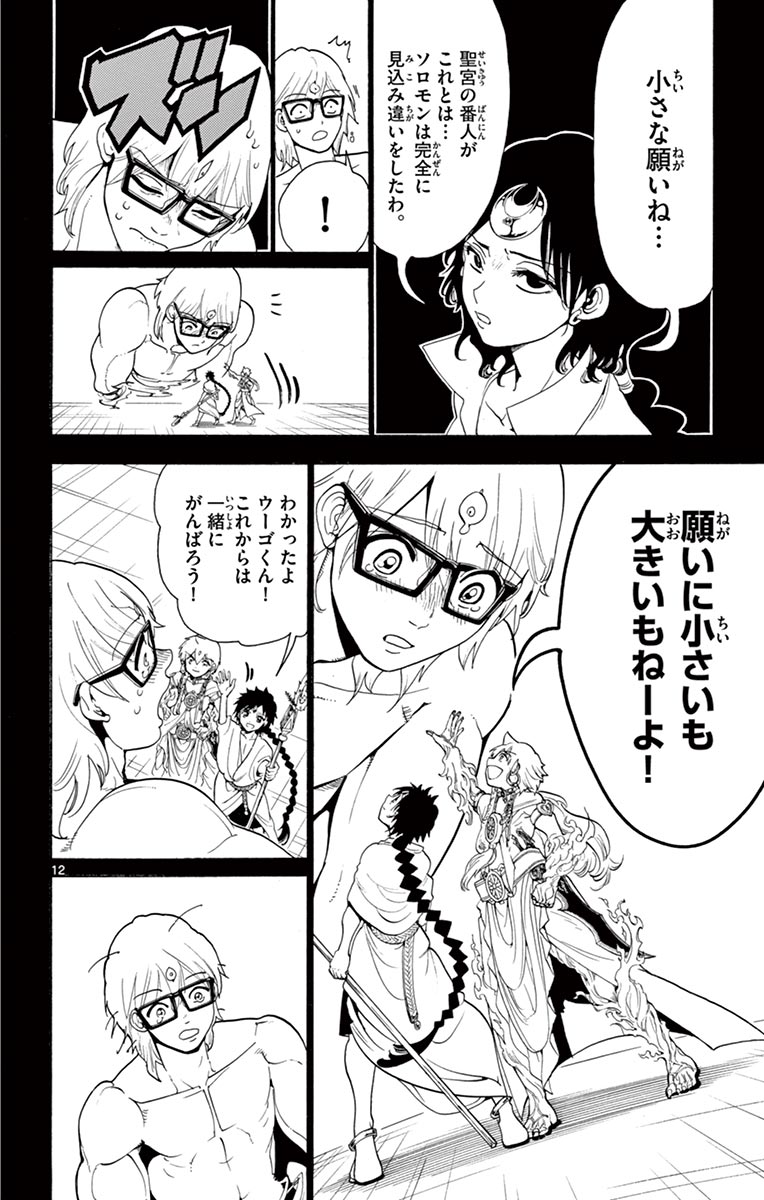 小さな願いね…
聖宮の番人が
これとは…
ソロモンは完全に
見込み違いをしたわ。
！
ズン
願いに小さいも
大きいもねーよ！
わかったよ
ウーゴくん！
これからは
一緒に
がんばろう！
12